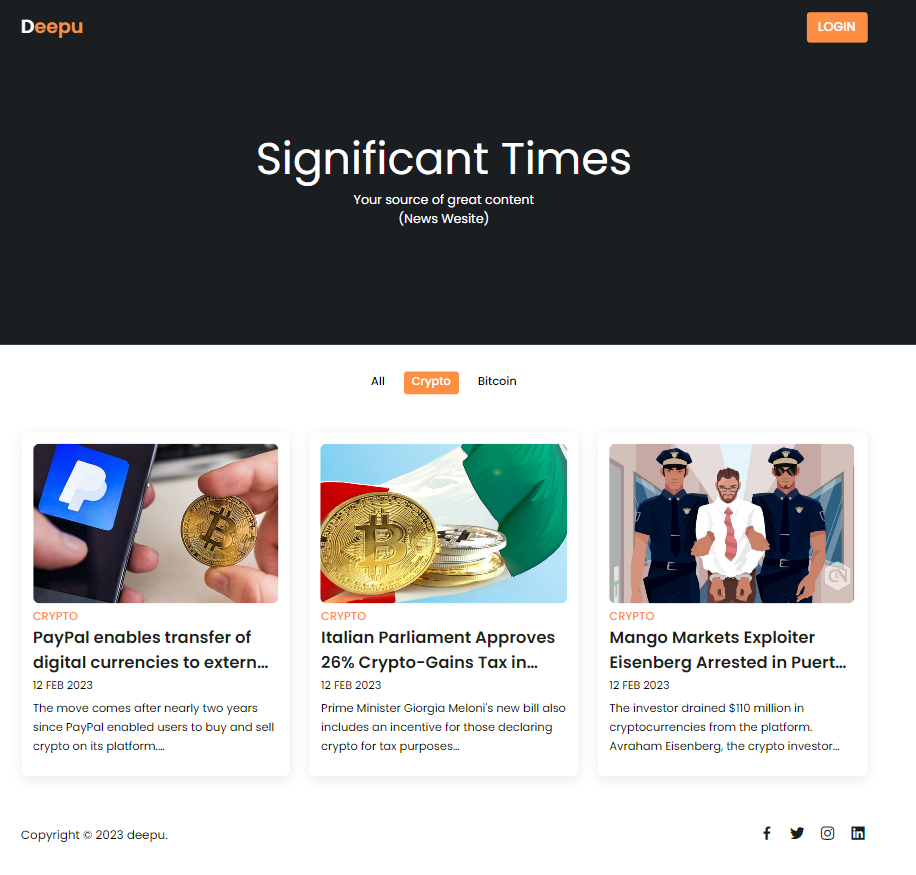 Deepu
LOGIN
Significant Times
Your source of great content
(News Wesite)
All
Crypto
Bitcoin
CRYPTO
PayPal enables transfer of
digital currencies to extern...
12 FEB 2023
The move comes after nearly two years
since PayPal enabled users to buy and sell
crypto on its platform....
CRYPTO
Italian Parliament Approves
26% Crypto-Gains Tax in...
12 FEB 2023
Prime Minister Giorgia Meloni's new bill also
includes an incentive for those declaring
crypto for tax purposes...
CRYPTO
Mango Markets Exploiter
Eisenberg Arrested in Puert...
12 FEB 2023
The investor drained $110 million in
cryptocurrencies from the platform.
Avraham Eisenberg, the crypto investor...
Copyright © 2023 deepu.